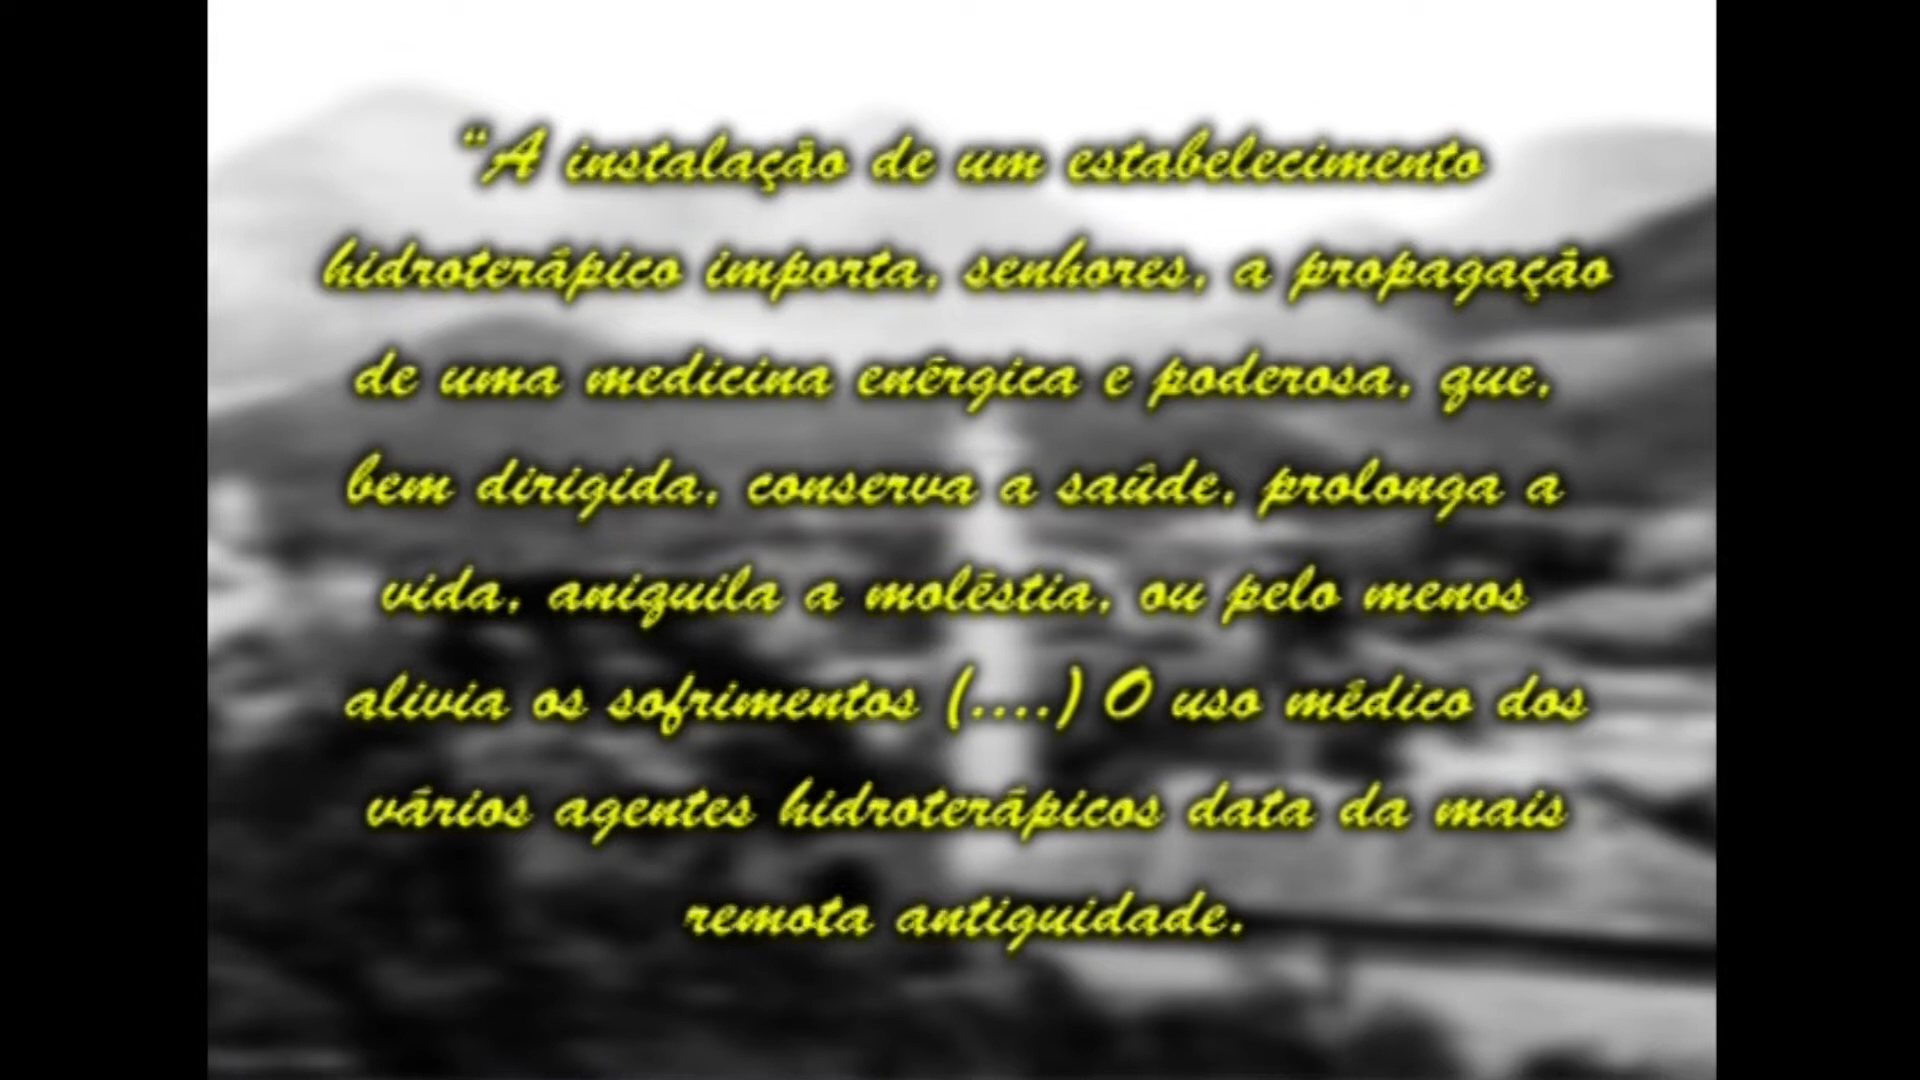 “A instalação de um estabelecimento
hidroterápico importa, senhores, a propagação
de uma medicina enérgica e poderosa, que,
bem dirigida, conserva a saúde, prolonga a
vida, aniquila a moléstia, ou pelo menos
alivia os sofrimentos (....) O uso médico dos
vários agentes hidroterápicos data da mais
remota antiguidade.